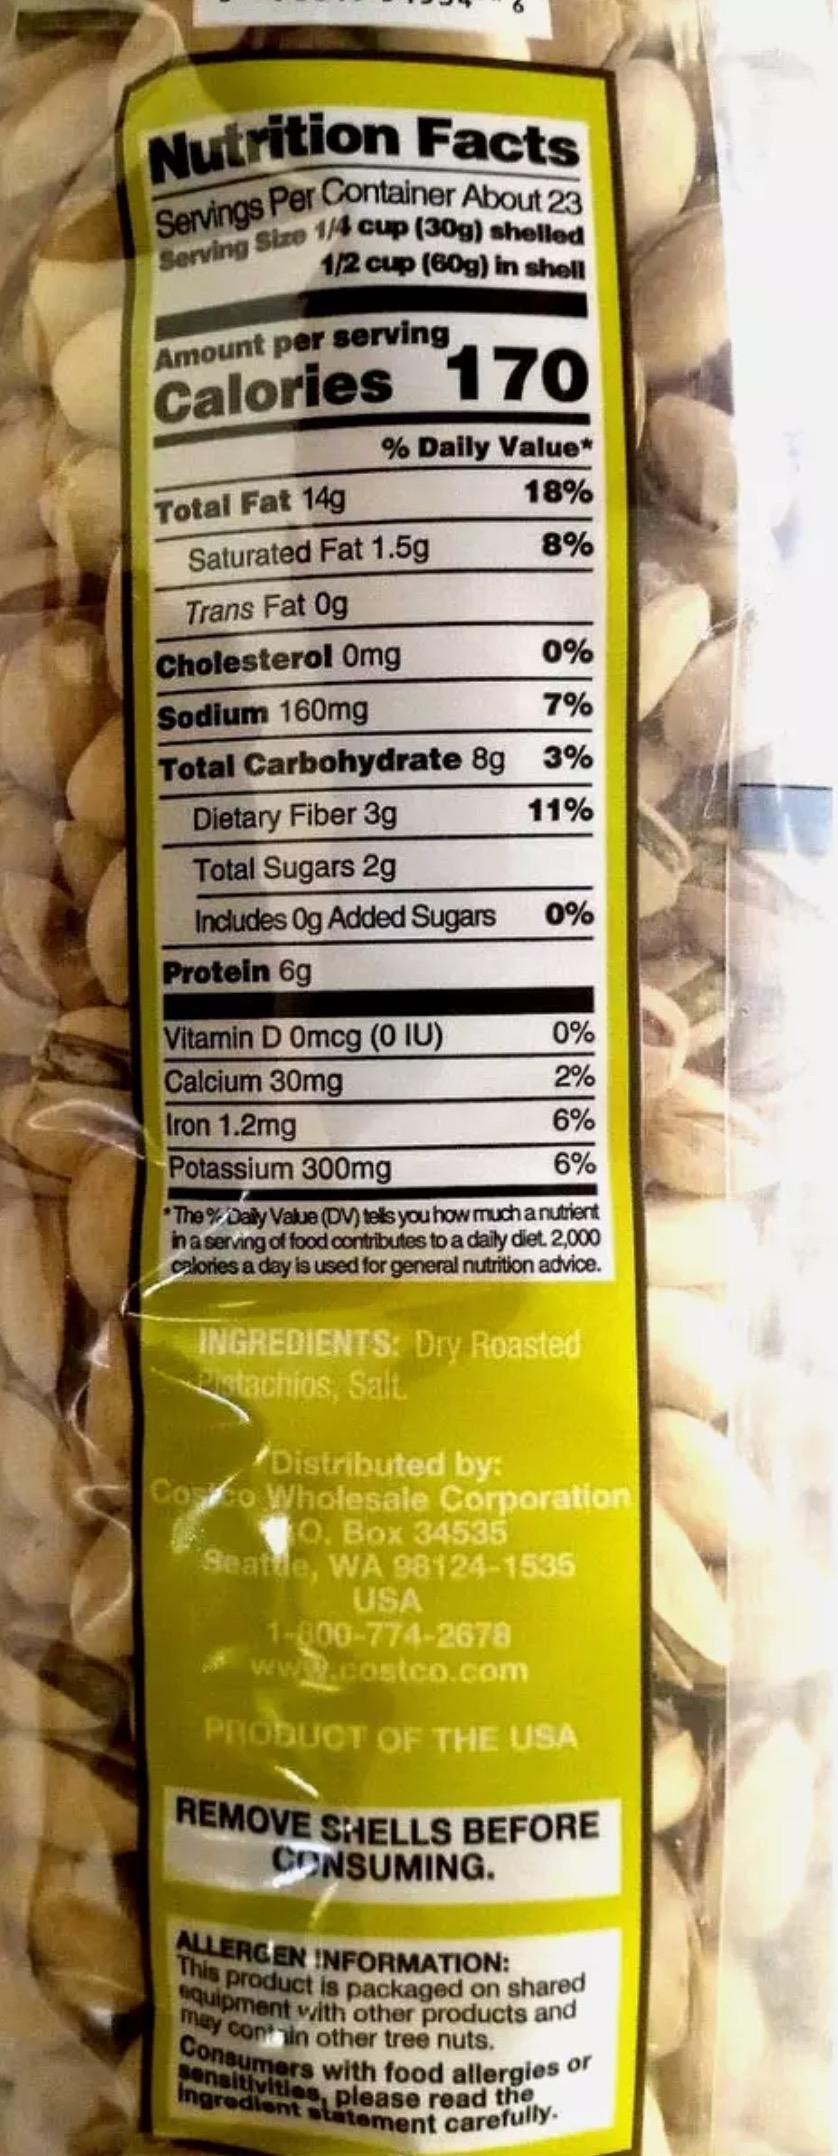 Nutrition Facts
Servings Per Container About 23
Serving Size 1/4 cup (30g) shelled
1/2 cup (60g) in shell
Amount per serving
Calories 170
% Daily Value*
Total Fat 14g 18%
Saturated Fat 1.5g 8%
Trans Fat 0g
Cholesterol 0mg 0%
Sodium 160mg 7%
Total Carbohydrate 8g 3%
Dietary Fiber 3g 11%
Total Sugars 2g
Includes 0g Added Sugars 0%
Protein 6g
Vitamin D 0mcg (0 IU) 0%
Calcium 30mg 2%
Iron 1.2mg 6%
Potassium 300mg 6%
*The % Daily Value (DV) tells you how much a nutrient
in a serving of food contributes to a daily diet. 2,000
calories a day is used for general nutrition advice.
INGREDIENTS: Dry Roasted
Pistachios, Salt.
Distributed by:
Costco Wholesale Corporation
P.O. Box 34535
Seattle, WA 98124-1535
USA
1-800-774-2678
www.costco.com
PRODUCT OF THE USA
REMOVE SHELLS BEFORE
CONSUMING.
ALLERGEN INFORMATION:
This product is packaged on shared
equipment with other products and
may contain other tree nuts.
Consumers with food allergies or
sensitivities, please read the
ingredient statement carefully.